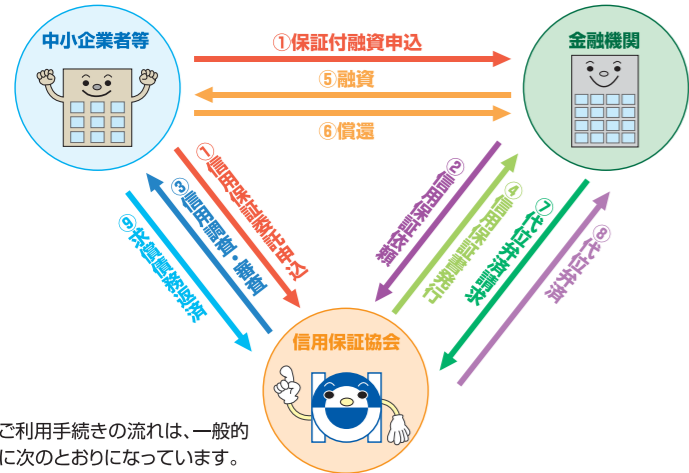 中小企業者等
金融機関
①保証付融資申込
⑤融資
⑥償還
①信用保証委託申込
③信用調査・審査
⑨求償債務返済
②信用保証依頼
④信用保証書発行
⑦代位弁済請求
⑧代位弁済
信用保証協会
ご利用手続きの流れは、一般的
に次のとおりになっています。